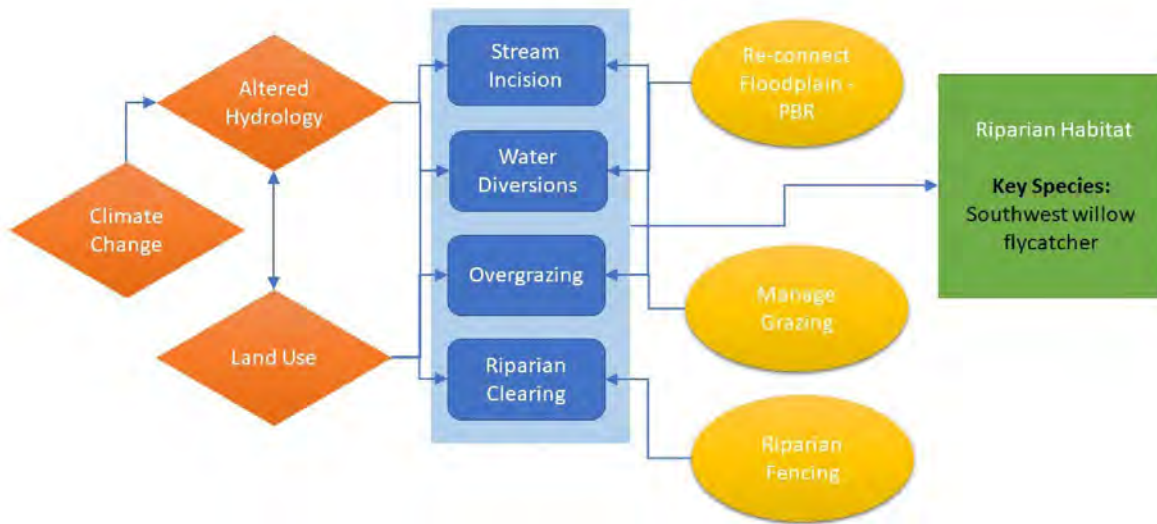 Altered
Hydrology
Climate
Change
Land Use
Stream
Incision
Water
Diversions
Overgrazing
Riparian
Clearing
Re-connect
Floodplain -
PBR
Manage
Grazing
Riparian
Fencing
Riparian Habitat
Key Species:
Southwest willow
flycatcher